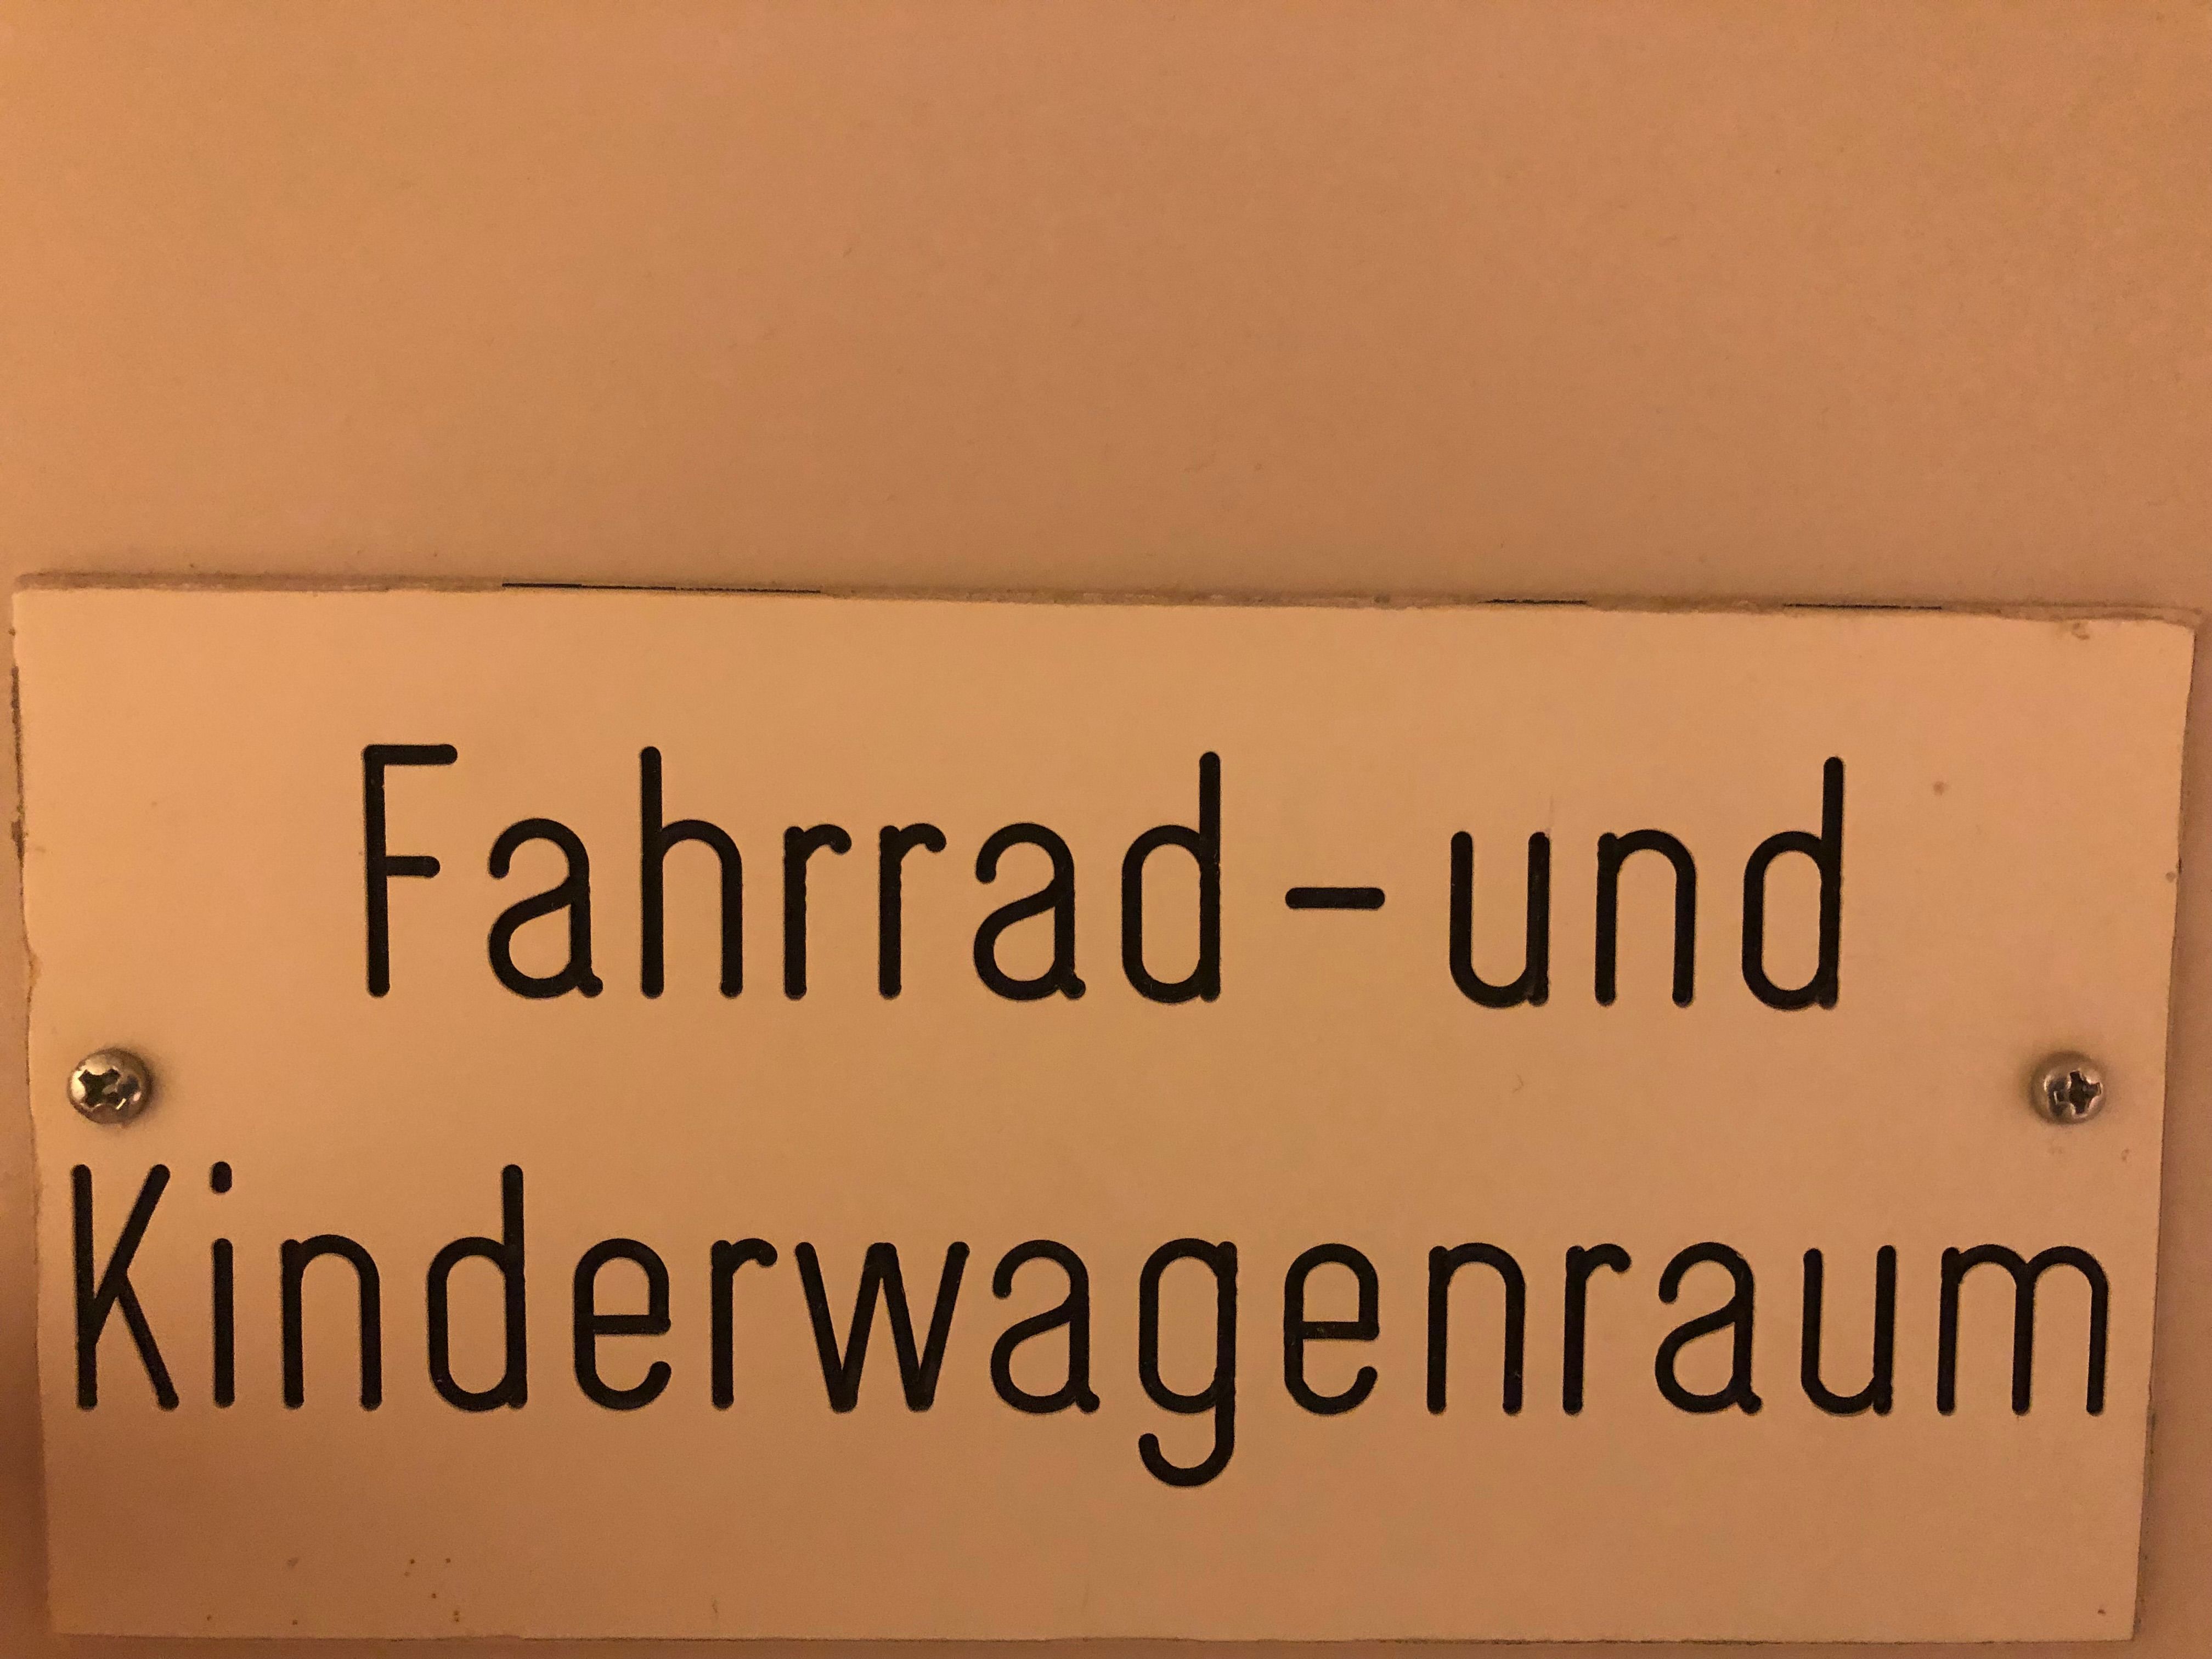 Fahrrad-und
Kinderwagenraum